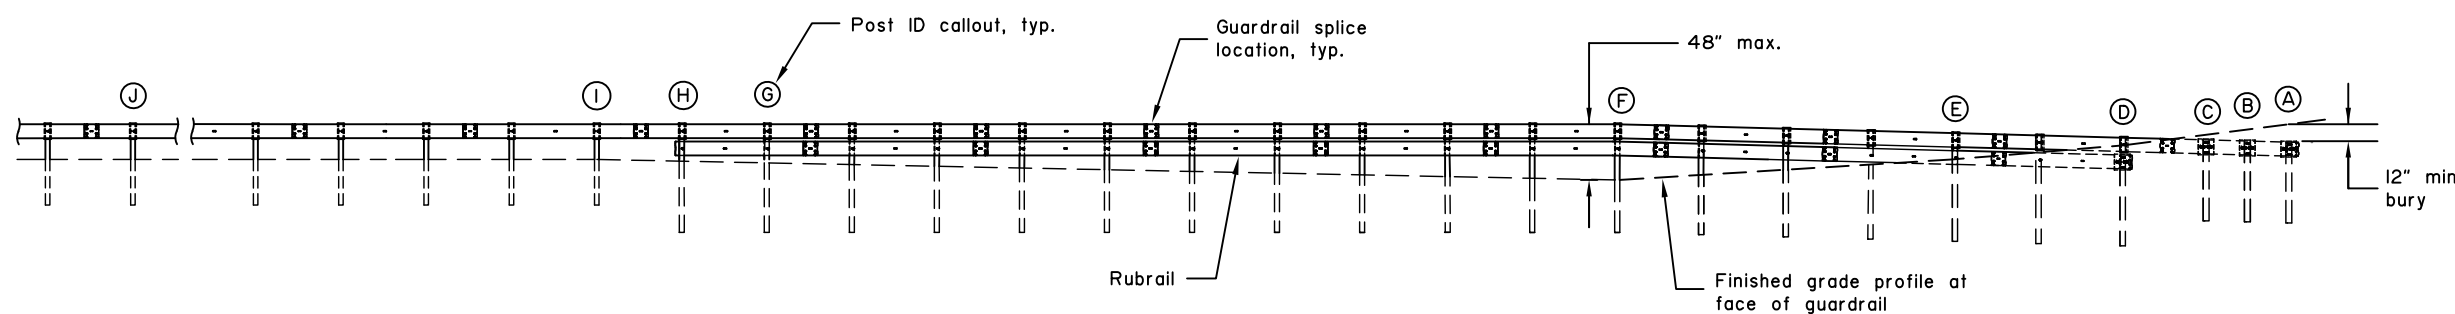 Post ID callout, typ.
Guardrail splice
location, typ.
48" max.
J
I
H
G
F
E
D
C
B
A
12" min
bury
Rubrail
Finished grade profile at
face of guardrail